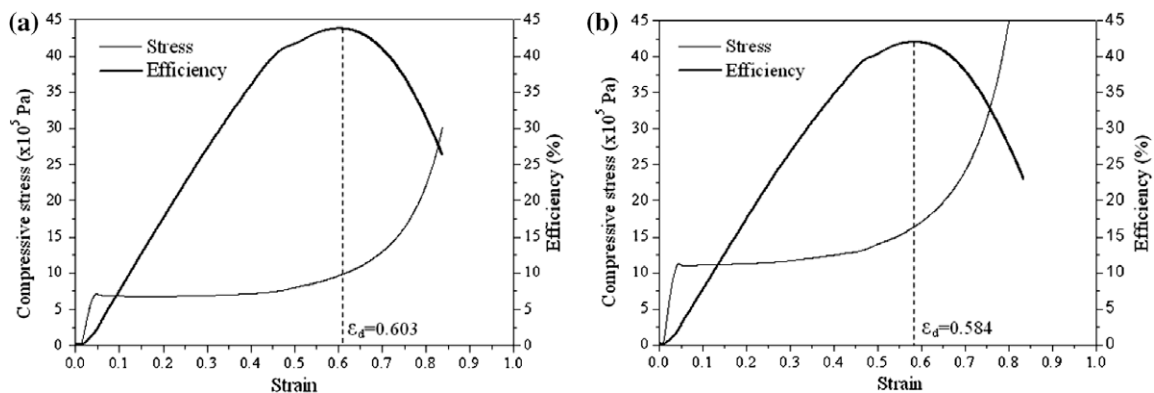 (a)
Stress
Efficiency
Compressive stress (x10⁵ Pa)
45
40
35
30
25
20
15
10
5
0
45
40
35
30
25
20
15
10
5
0
Efficiency (%)
εd=0.603
0.0 0.1 0.2 0.3 0.4 0.5 0.6 0.7 0.8 0.9 1.0
Strain
(b)
Stress
Efficiency
Compressive stress (x10⁵ Pa)
45
40
35
30
25
20
15
10
5
0
45
40
35
30
25
20
15
10
5
0
Efficiency (%)
εd=0.584
0.0 0.1 0.2 0.3 0.4 0.5 0.6 0.7 0.8 0.9 1.0
Strain